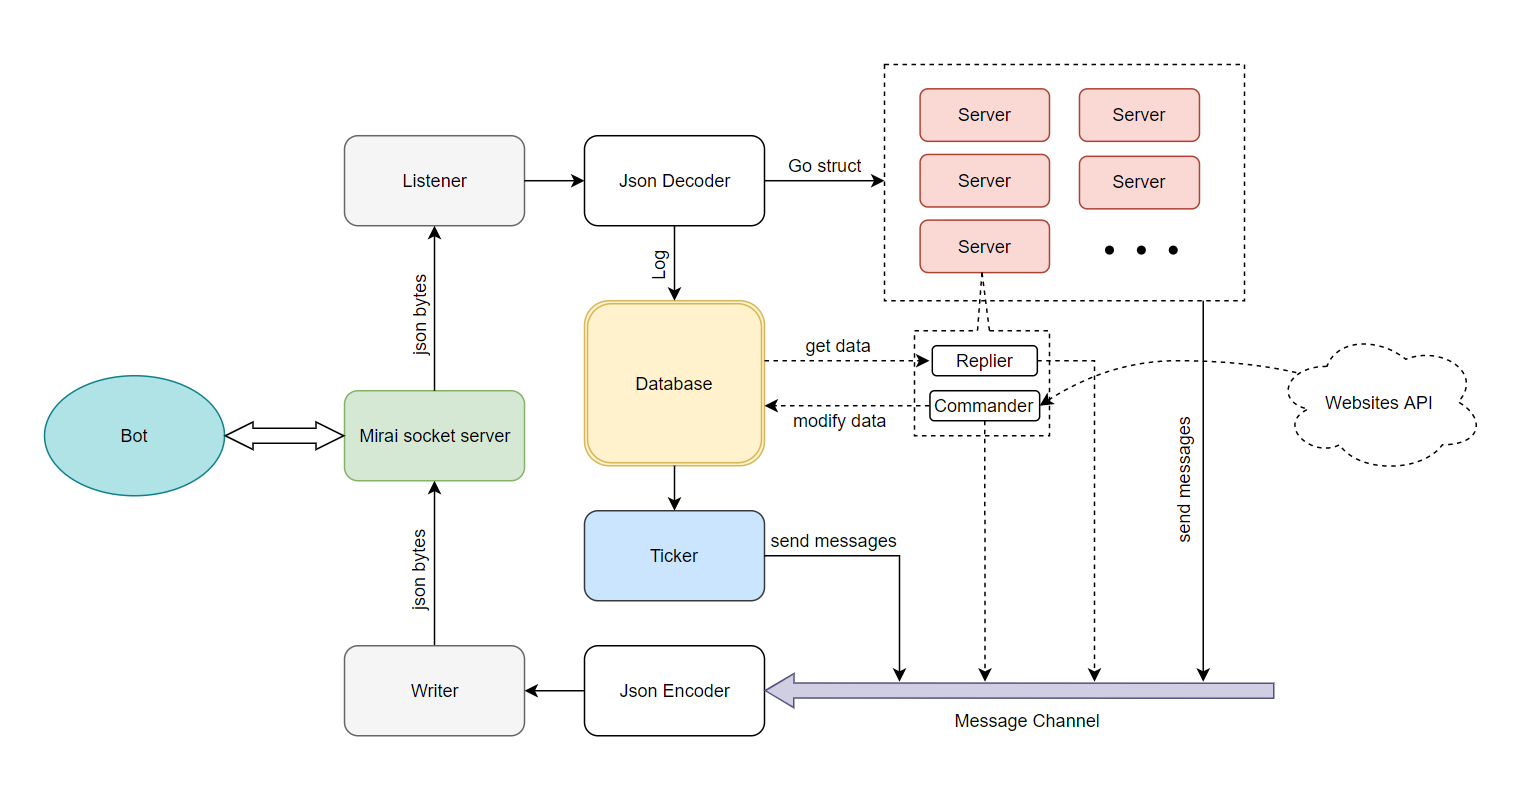 Server
Server
Listener
Json Decoder
Go struct
Server
Server
Server
Log
json bytes
get data
Replier
Database
Commander
modify data
Websites API
Bot
Mirai socket server
send messages
json bytes
Ticker
send messages
Writer
Json Encoder
Message Channel